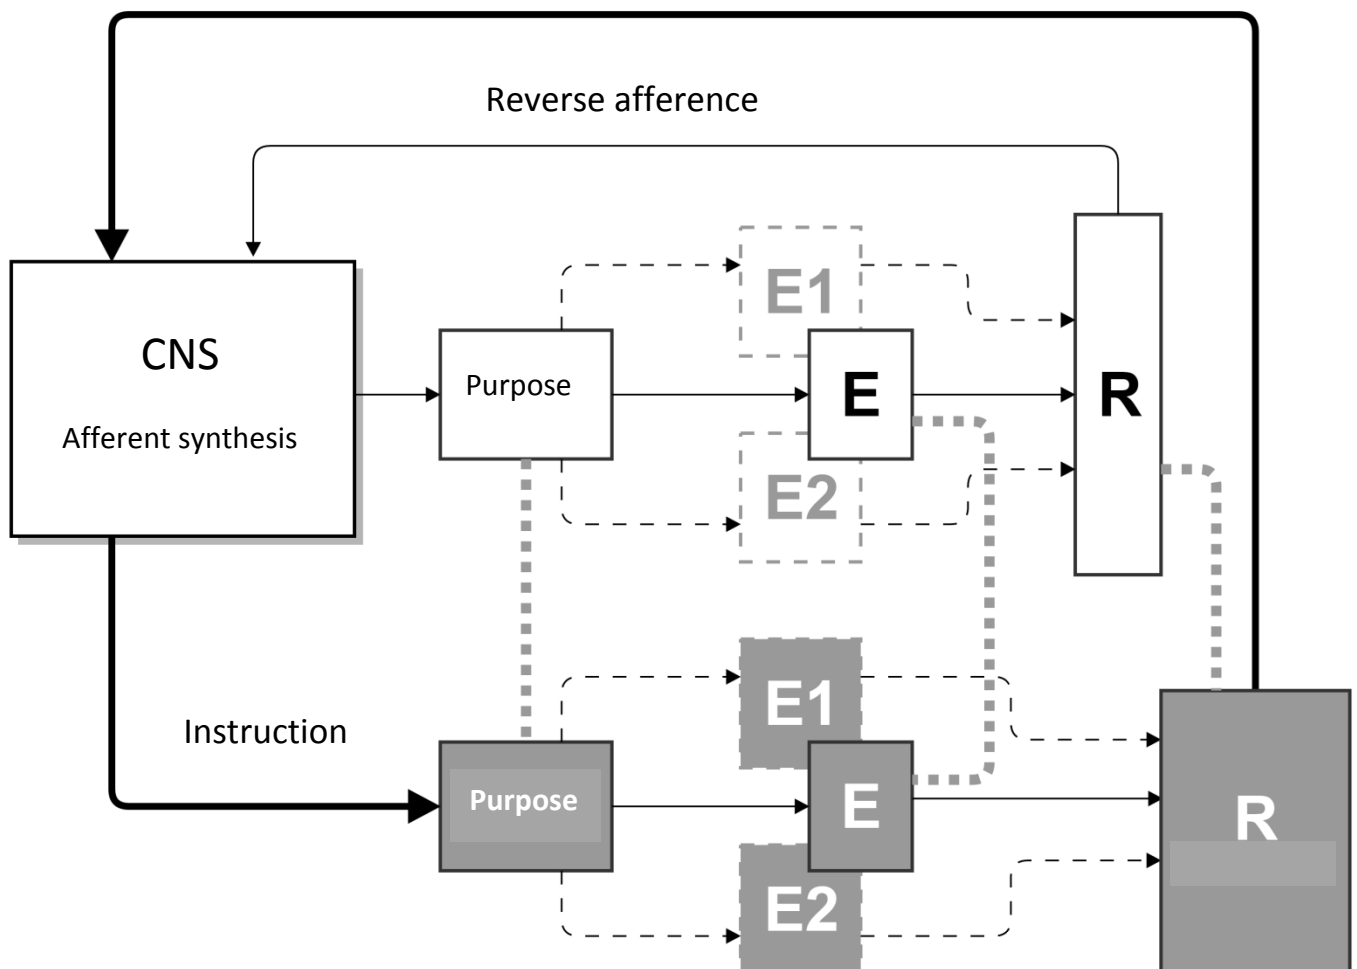 Reverse afference
E1
CNS
Purpose
E
R
Afferent synthesis
E2
E1
Instruction
Purpose
E
R
E2